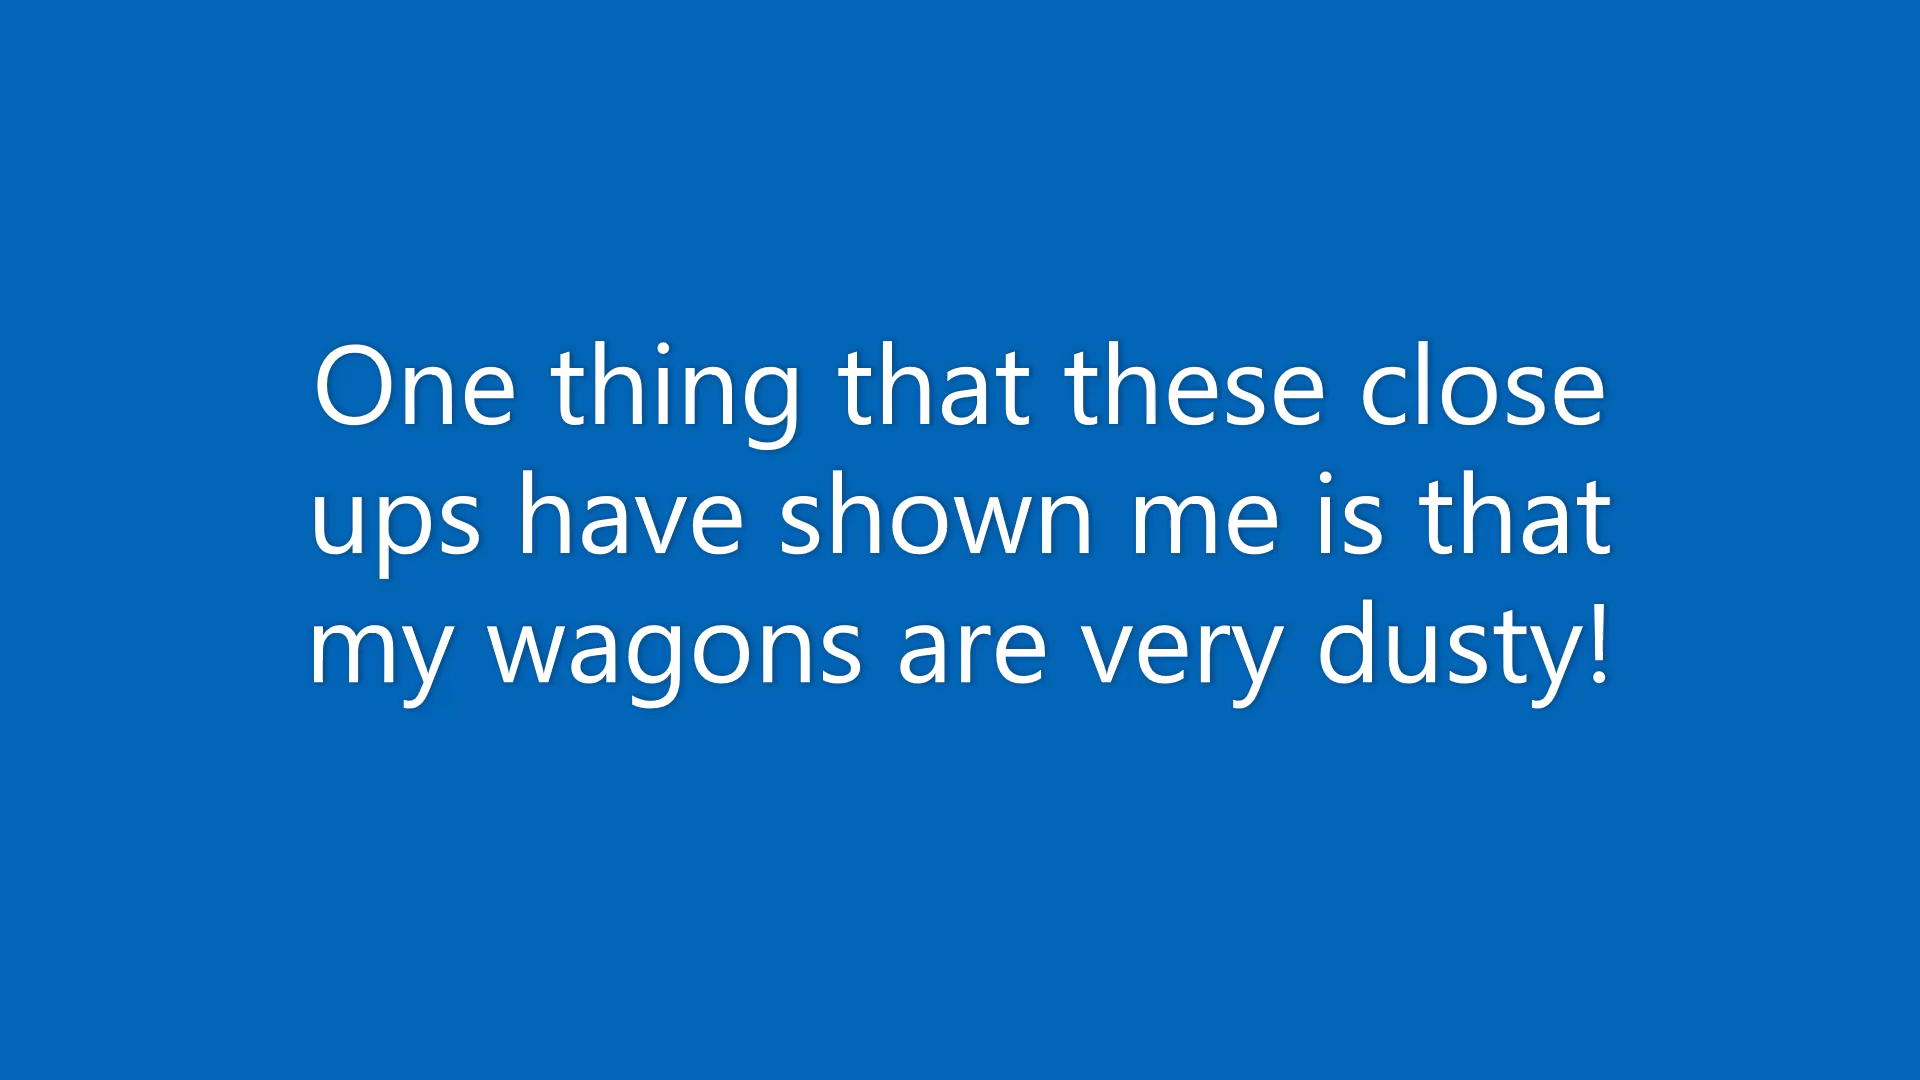 One thing that these close
ups have shown me is that
my wagons are very dusty!